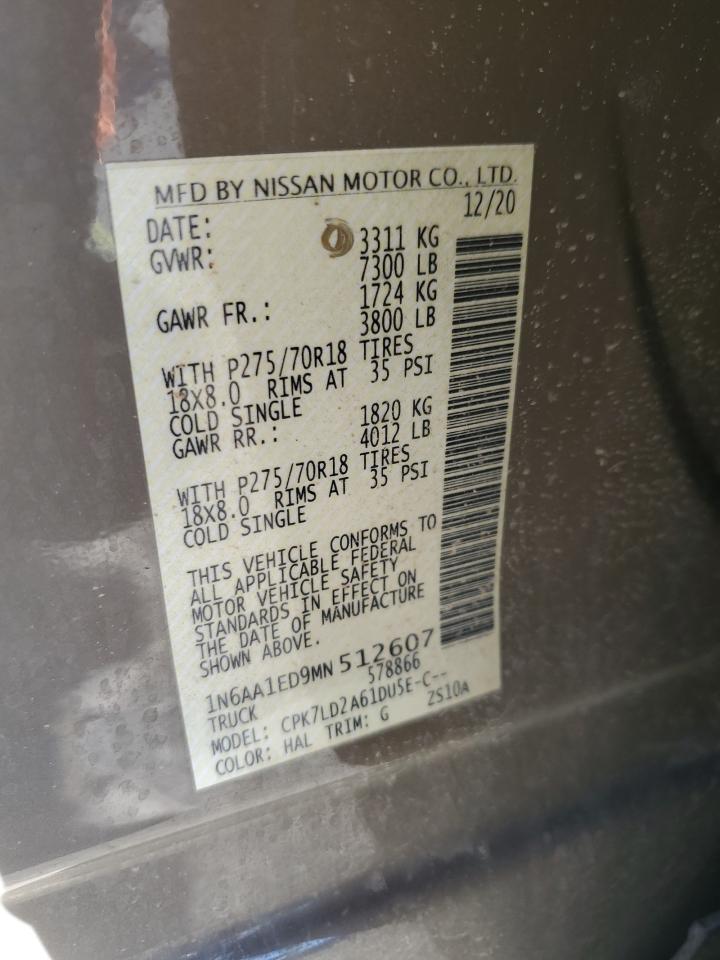 MFD BY NISSAN MOTOR CO., LTD.
DATE: 12/20
GVWR: 3311 KG
7300 LB
GAWR FR.: 1724 KG
3800 LB
WITH P275/70R18 TIRES
18X8.0 RIMS AT 35 PSI
COLD SINGLE
GAWR RR.: 1820 KG
4012 LB
WITH P275/70R18 TIRES
18X8.0 RIMS AT 35 PSI
COLD SINGLE
THIS VEHICLE CONFORMS TO
ALL APPLICABLE FEDERAL
MOTOR VEHICLE SAFETY
STANDARDS IN EFFECT ON
THE DATE OF MANUFACTURE
SHOWN ABOVE.
1N6AA1ED9MN 512607
TRUCK 578866
MODEL: CPK7LD2A61DU5E-C--
COLOR: HAL TRIM: G ZS10A